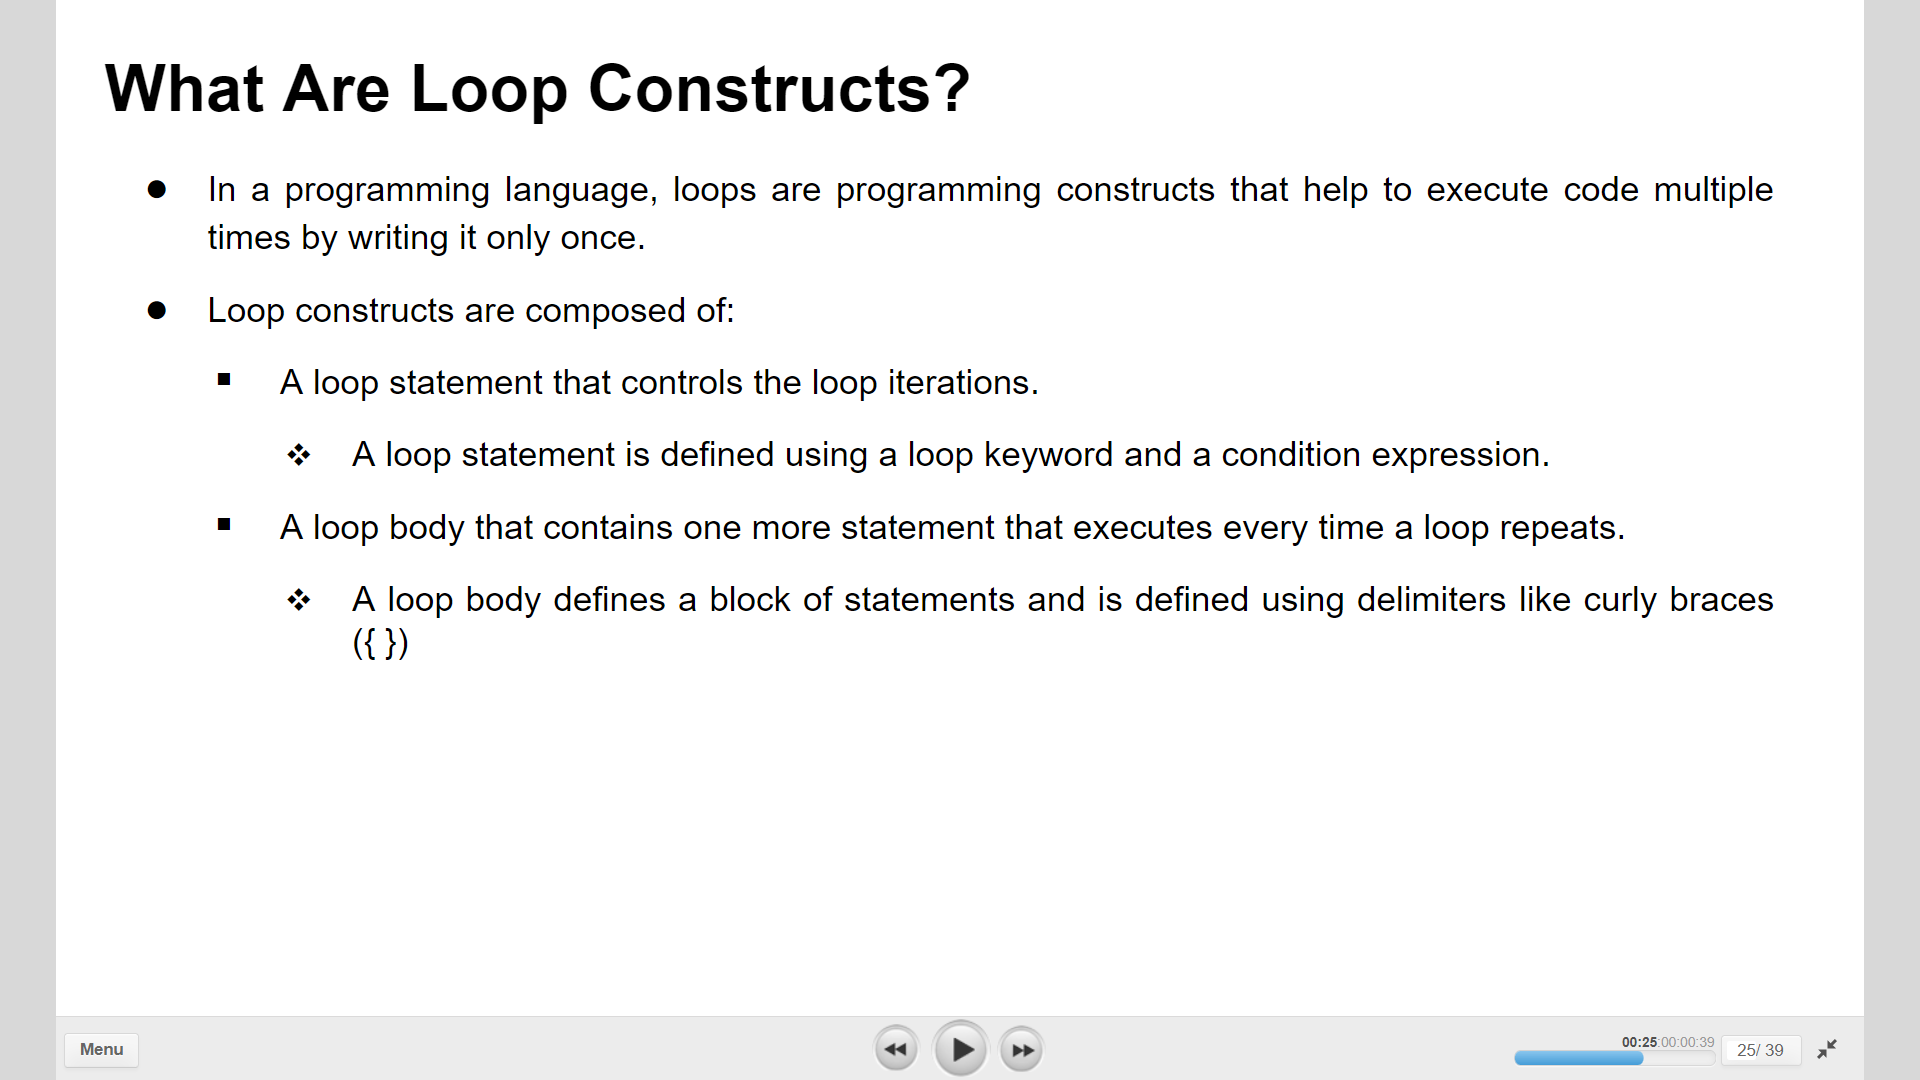 What Are Loop Constructs?
In a programming language, loops are programming constructs that help to execute code multiple
times by writing it only once.
Loop constructs are composed of:
A loop statement that controls the loop iterations.
A loop statement is defined using a loop keyword and a condition expression.
A loop body that contains one more statement that executes every time a loop repeats.
A loop body defines a block of statements and is defined using delimiters like curly braces
({ })
Menu
00:25:00:00:39
25/ 39